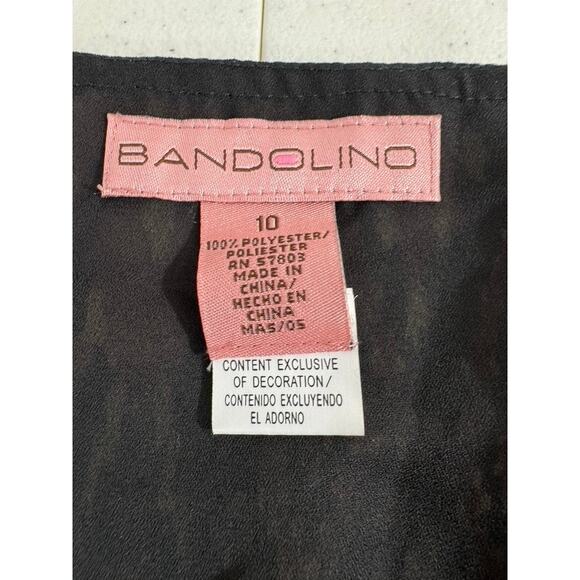 BANDOLINO
10
100% POLYESTER/
POLIESTER
RN 57803
MADE IN
CHINA/
HECHO EN
CHINA
MAS/05
CONTENT EXCLUSIVE
OF DECORATION/
CONTENIDO EXCLUYENDO
EL ADORNO